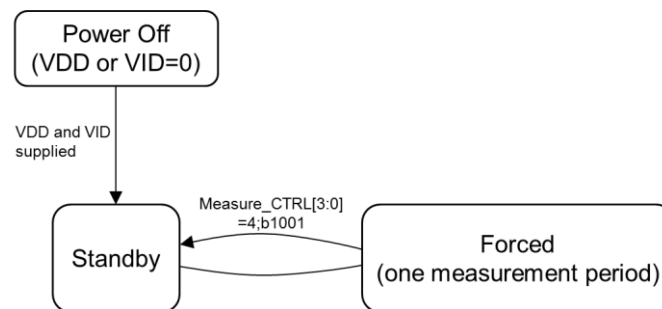 Power Off
(VDD or VID=0)
VDD and VID
supplied
Measure_CTRL[3:0]
=4;b1001
Standby
Forced
(one measurement period)